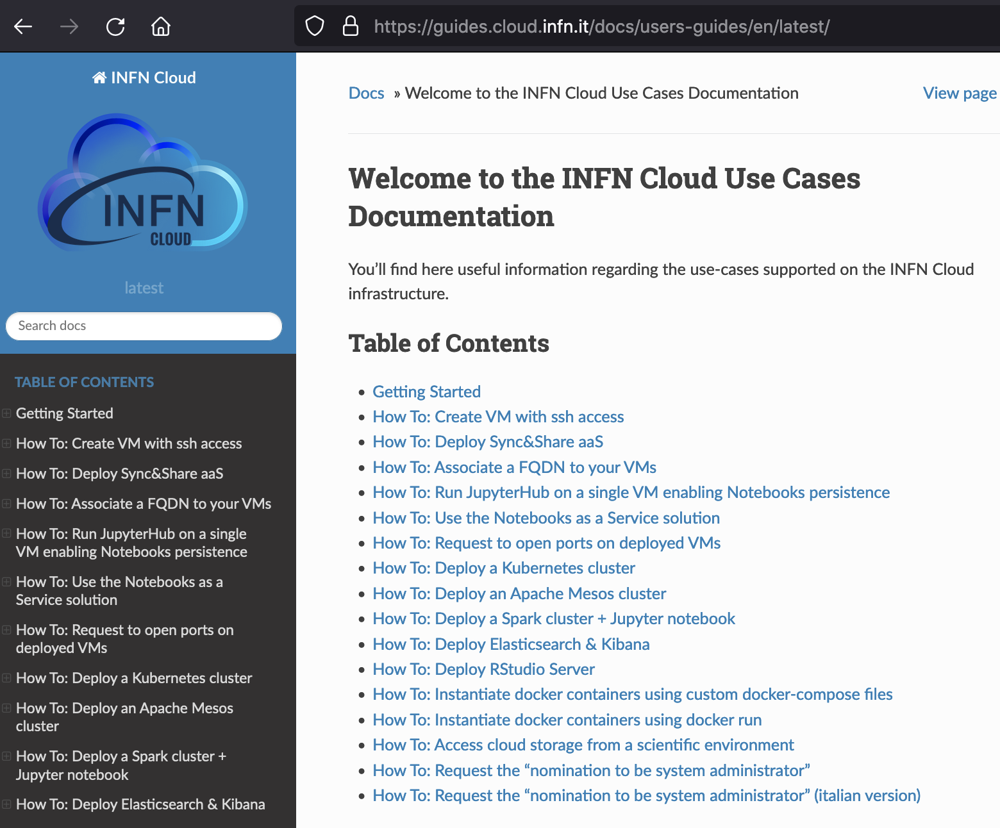 https://guides.cloud.infn.it/docs/users-guides/en/latest/
INFN Cloud
INFN
CLOUD
latest
Search docs
TABLE OF CONTENTS
Getting Started
How To: Create VM with ssh access
How To: Deploy Sync&Share aaS
How To: Associate a FQDN to your VMs
How To: Run JupyterHub on a single
VM enabling Notebooks persistence
How To: Use the Notebooks as a
Service solution
How To: Request to open ports on
deployed VMs
How To: Deploy a Kubernetes cluster
How To: Deploy an Apache Mesos
cluster
How To: Deploy a Spark cluster +
Jupyter notebook
How To: Deploy Elasticsearch & Kibana
Docs » Welcome to the INFN Cloud Use Cases Documentation
View page
Welcome to the INFN Cloud Use Cases
Documentation
You’ll find here useful information regarding the use-cases supported on the INFN Cloud
infrastructure.
Table of Contents
• Getting Started
• How To: Create VM with ssh access
• How To: Deploy Sync&Share aaS
• How To: Associate a FQDN to your VMs
• How To: Run JupyterHub on a single VM enabling Notebooks persistence
• How To: Use the Notebooks as a Service solution
• How To: Request to open ports on deployed VMs
• How To: Deploy a Kubernetes cluster
• How To: Deploy an Apache Mesos cluster
• How To: Deploy a Spark cluster + Jupyter notebook
• How To: Deploy Elasticsearch & Kibana
• How To: Deploy RStudio Server
• How To: Instantiate docker containers using custom docker-compose files
• How To: Instantiate docker containers using docker run
• How To: Access cloud storage from a scientific environment
• How To: Request the “nomination to be system administrator”
• How To: Request the “nomination to be system administrator” (italian version)